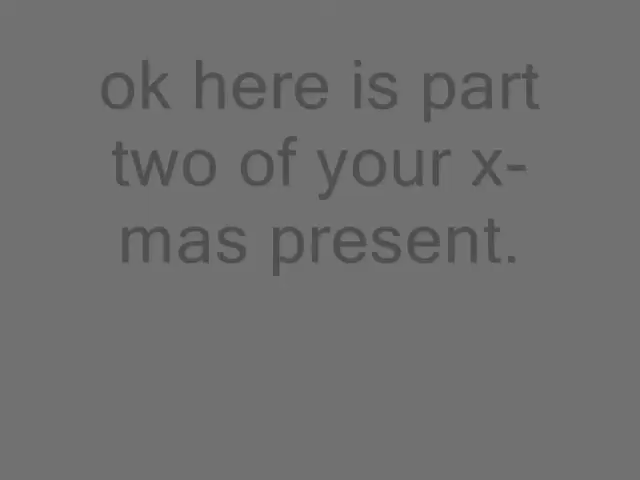 ok here is part
two of your x-
mas present.